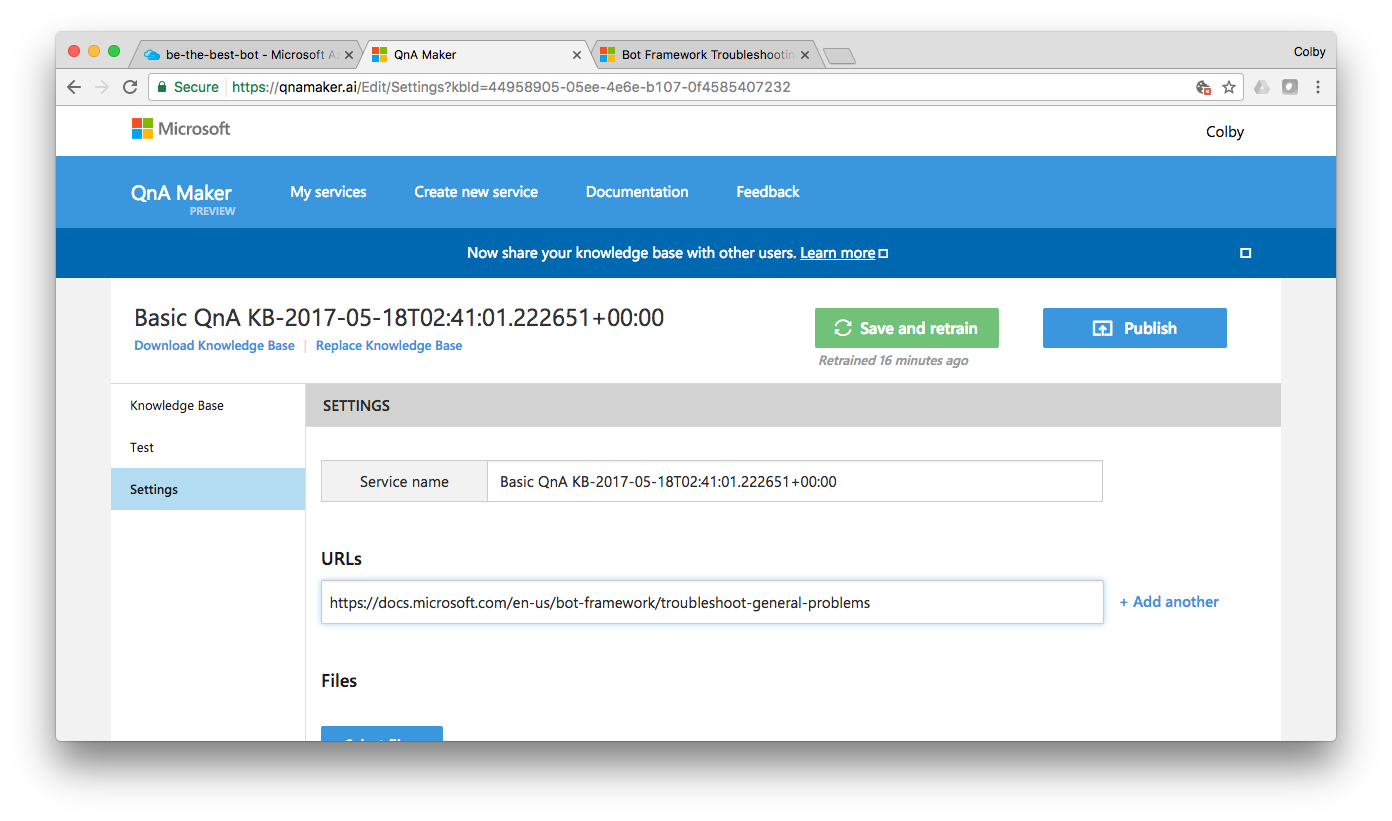 be-the-best-bot - Microsoft A
QnA Maker
Bot Framework Troubleshootin
Colby
Secure
https://qnamaker.ai/Edit/Settings?kbId=44958905-05ee-4e6e-b107-0f4585407232
Microsoft
Colby
QnA Maker
PREVIEW
My services
Create new service
Documentation
Feedback
Now share your knowledge base with other users. Learn more
Basic QnA KB-2017-05-18T02:41:01.222651+00:00
Download Knowledge Base | Replace Knowledge Base
Save and retrain
Retrained 16 minutes ago
Publish
Knowledge Base
Test
Settings
SETTINGS
Service name
Basic QnA KB-2017-05-18T02:41:01.222651+00:00
URLs
https://docs.microsoft.com/en-us/bot-framework/troubleshoot-general-problems
+ Add another
Files